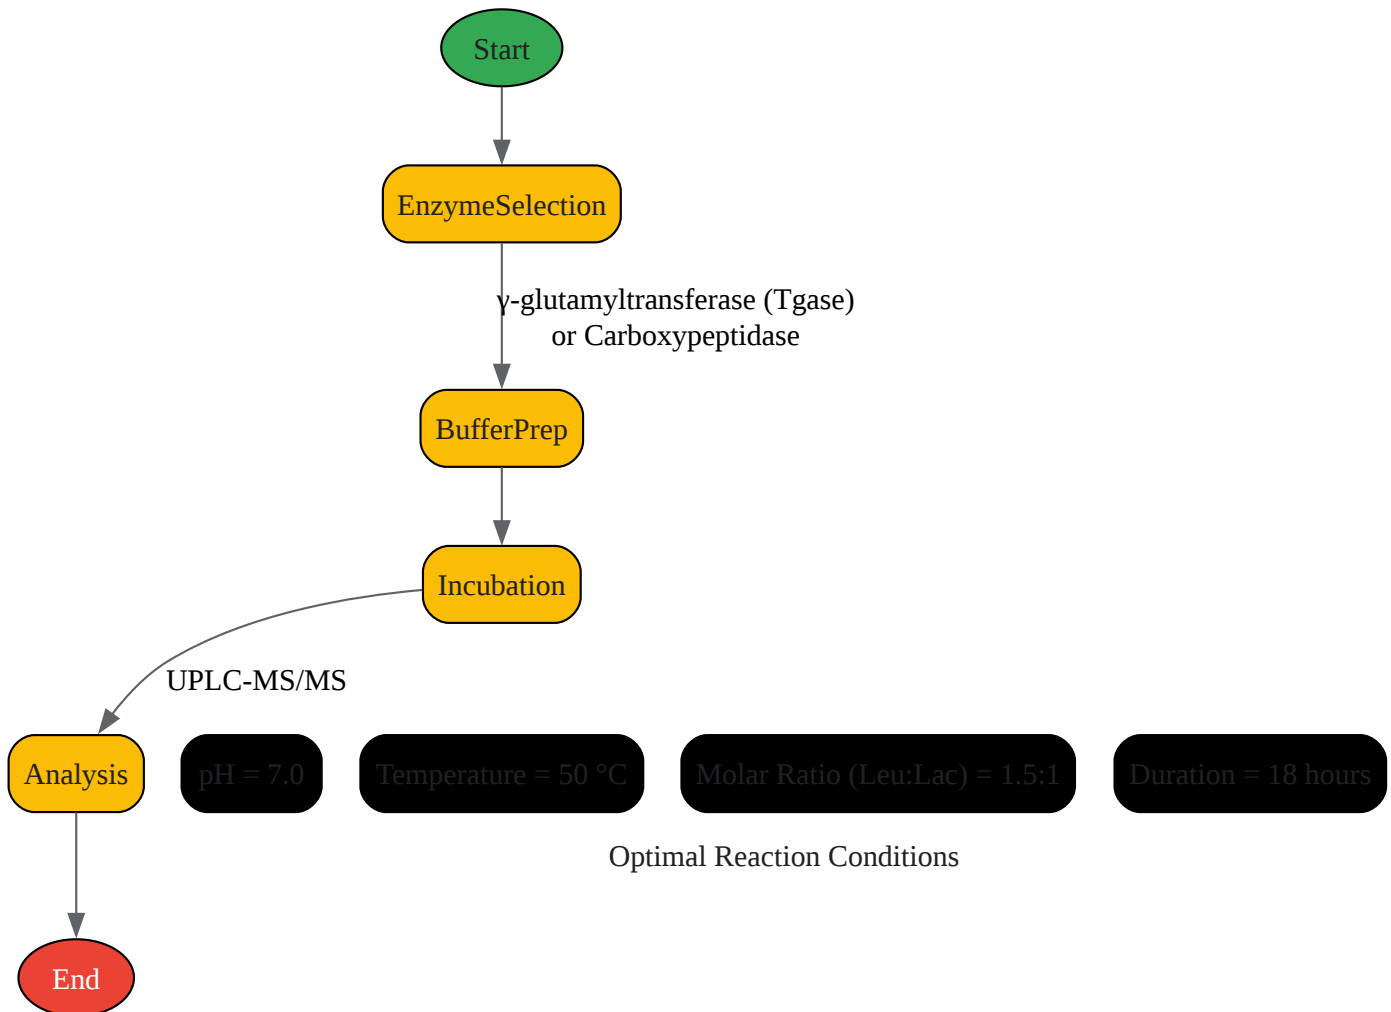 Start
EnzymeSelection
γ-glutamyltransferase (Tgase)
or Carboxypeptidase
BufferPrep
Incubation
UPLC-MS/MS
Analysis
pH = 7.0
Temperature = 50 °C
Molar Ratio (Leu:Lac) = 1.5:1
Duration = 18 hours
Optimal Reaction Conditions
End